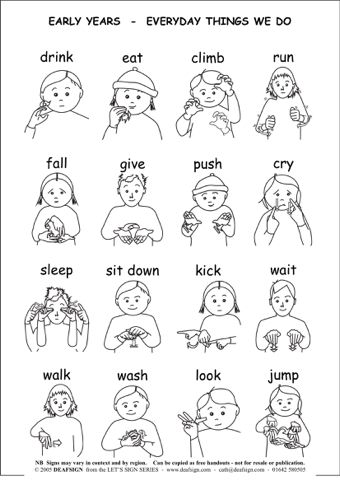 EARLY YEARS - EVERYDAY THINGS WE DO
drink eat climb run
fall give push cry
sleep sit down kick wait
walk wash look jump
NB Signs may vary in context and by region. Can be copied as free handouts - not for resale or publication.
© 2005 DEAFSIGN from the LET'S SIGN SERIES - www.deafsign.com - cath@deafsign.com - 01642 580505